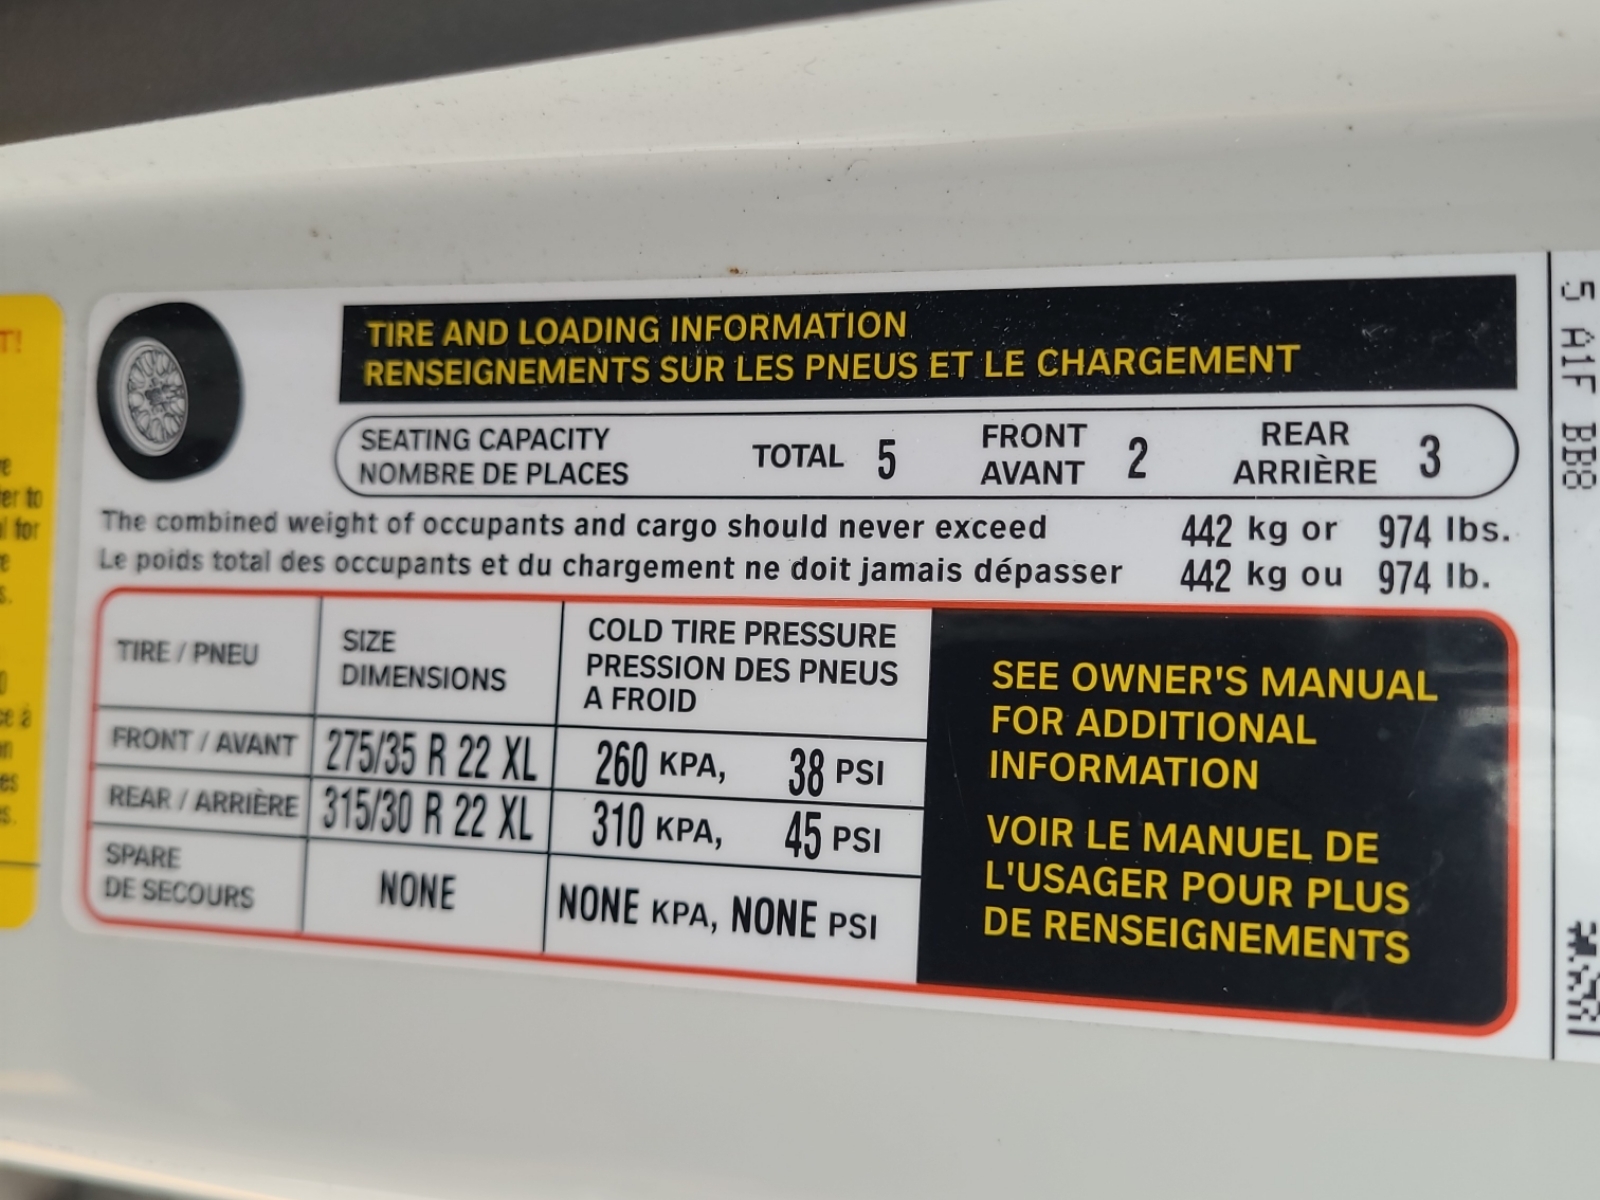 T!
er to
l for
s.
ce à
es
s.
TIRE AND LOADING INFORMATION
RENSEIGNEMENTS SUR LES PNEUS ET LE CHARGEMENT
SEATING CAPACITY
NOMBRE DE PLACES
TOTAL 5
FRONT
AVANT 2
REAR
ARRIÈRE 3
The combined weight of occupants and cargo should never exceed 442 kg or 974 lbs.
Le poids total des occupants et du chargement ne doit jamais dépasser 442 kg ou 974 lb.
TIRE / PNEU
SIZE
DIMENSIONS
COLD TIRE PRESSURE
PRESSION DES PNEUS
A FROID
FRONT / AVANT 275/35 R 22 XL 260 KPA, 38 PSI
REAR / ARRIÈRE 315/30 R 22 XL 310 KPA, 45 PSI
SPARE
DE SECOURS NONE NONE KPA, NONE PSI
SEE OWNER'S MANUAL
FOR ADDITIONAL
INFORMATION
VOIR LE MANUEL DE
L'USAGER POUR PLUS
DE RENSEIGNEMENTS
5 A1F BB8